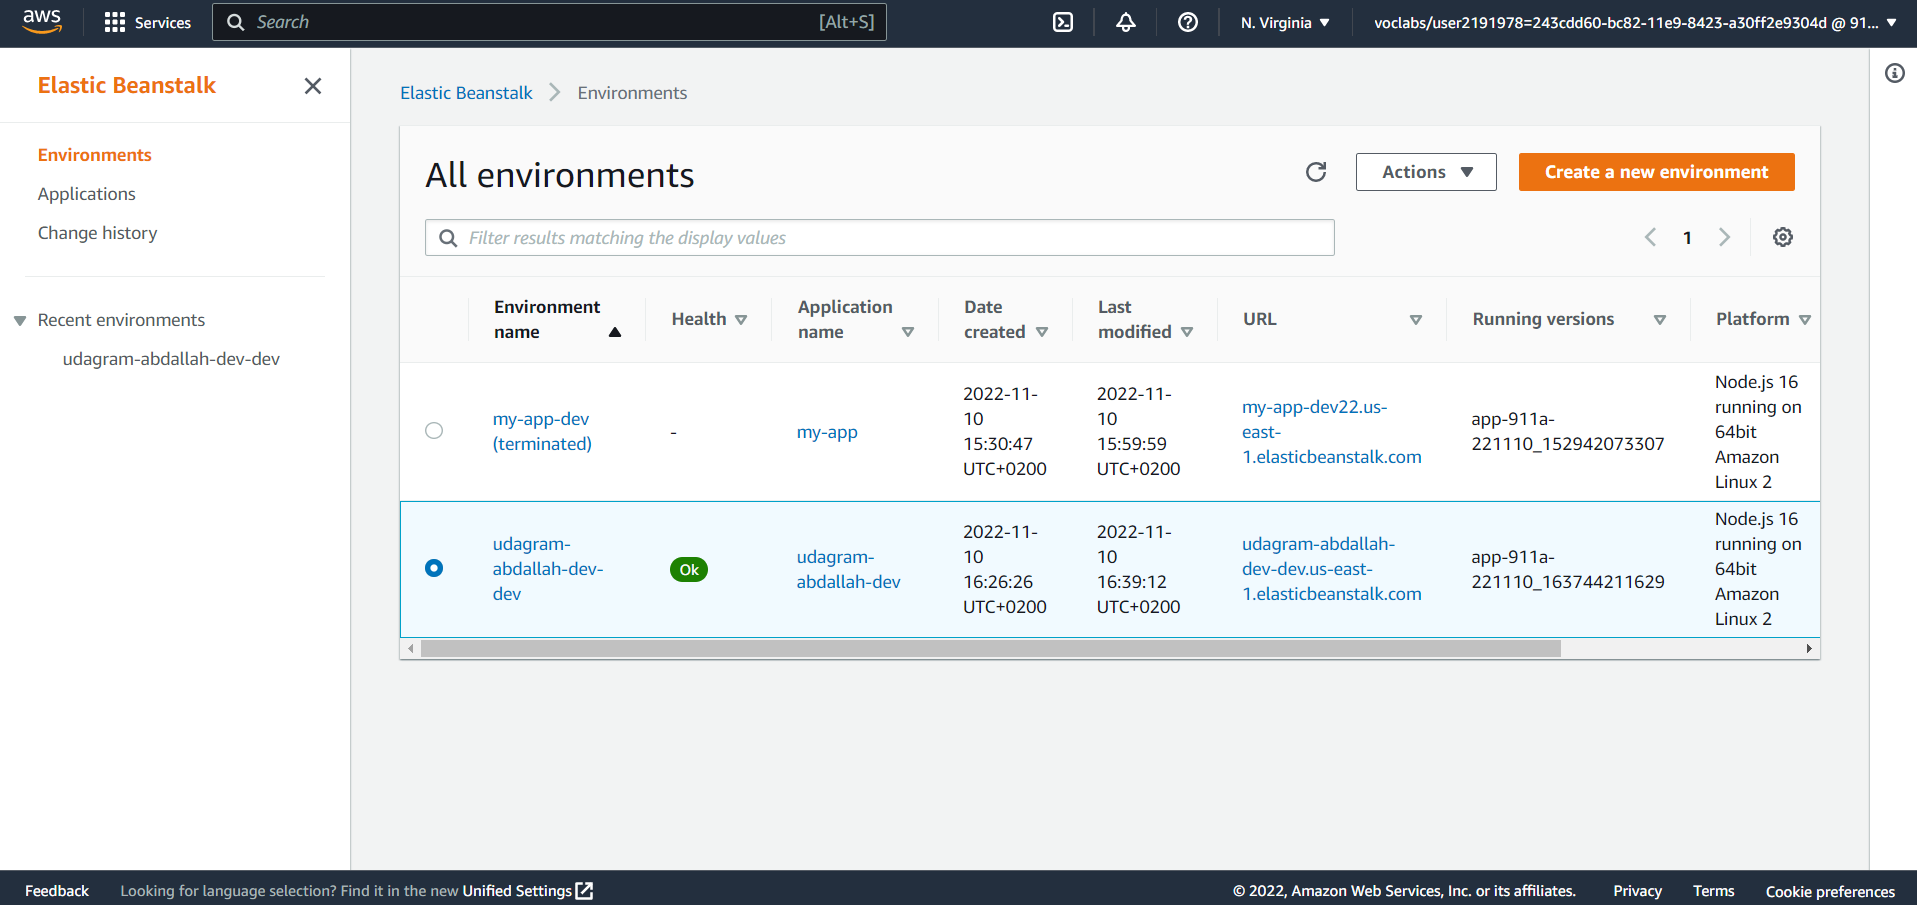 aws
Services
Search [Alt+S]
N. Virginia
voclabs/user2191978=243cdd60-bc82-11e9-8423-a30ff2e9304d @ 91...
Elastic Beanstalk
Environments
Applications
Change history
Recent environments
udagram-abdallah-dev-dev
Elastic Beanstalk
Environments
All environments
Actions
Create a new environment
Filter results matching the display values
1
Environment
name
Health
Application
name
Date
created
Last
modified
URL
Running versions
Platform
my-app-dev
(terminated)
-
my-app
2022-11-
10
15:30:47
UTC+0200
2022-11-
10
15:59:59
UTC+0200
my-app-dev22.us-
east-
1.elasticbeanstalk.com
app-911a-
221110_152942073307
Node.js 16
running on
64bit
Amazon
Linux 2
udagram-
abdallah-dev-
dev
Ok
udagram-
abdallah-dev
2022-11-
10
16:26:26
UTC+0200
2022-11-
10
16:39:12
UTC+0200
udagram-abdallah-
dev-dev.us-east-
1.elasticbeanstalk.com
app-911a-
221110_163744211629
Node.js 16
running on
64bit
Amazon
Linux 2
Feedback
Looking for language selection? Find it in the new Unified Settings
© 2022, Amazon Web Services, Inc. or its affiliates.
Privacy
Terms
Cookie preferences